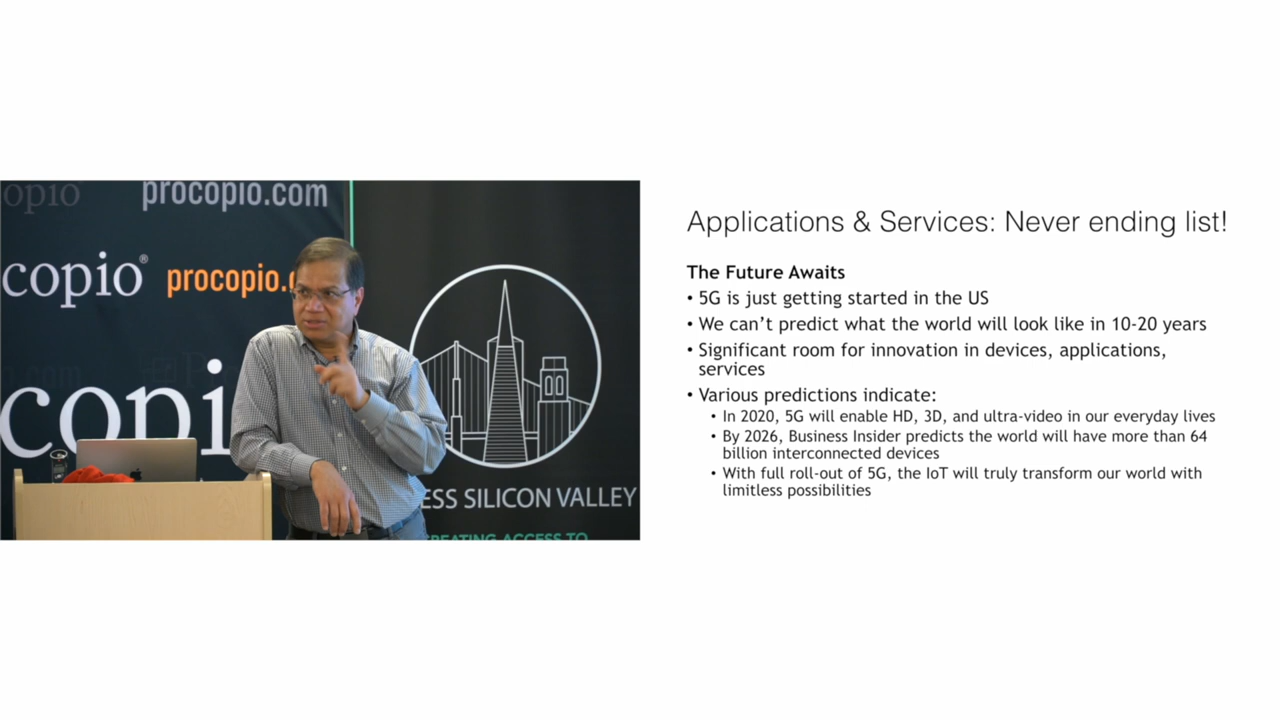 opio
procopio.com
copio®
procopio.
copi
ESS SILICON VALLEY
REATING ACCESS TO
Applications & Services: Never ending list!
The Future Awaits
• 5G is just getting started in the US
• We can't predict what the world will look like in 10-20 years
• Significant room for innovation in devices, applications,
services
• Various predictions indicate:
• In 2020, 5G will enable HD, 3D, and ultra-video in our everyday lives
• By 2026, Business Insider predicts the world will have more than 64
billion interconnected devices
• With full roll-out of 5G, the IoT will truly transform our world with
limitless possibilities